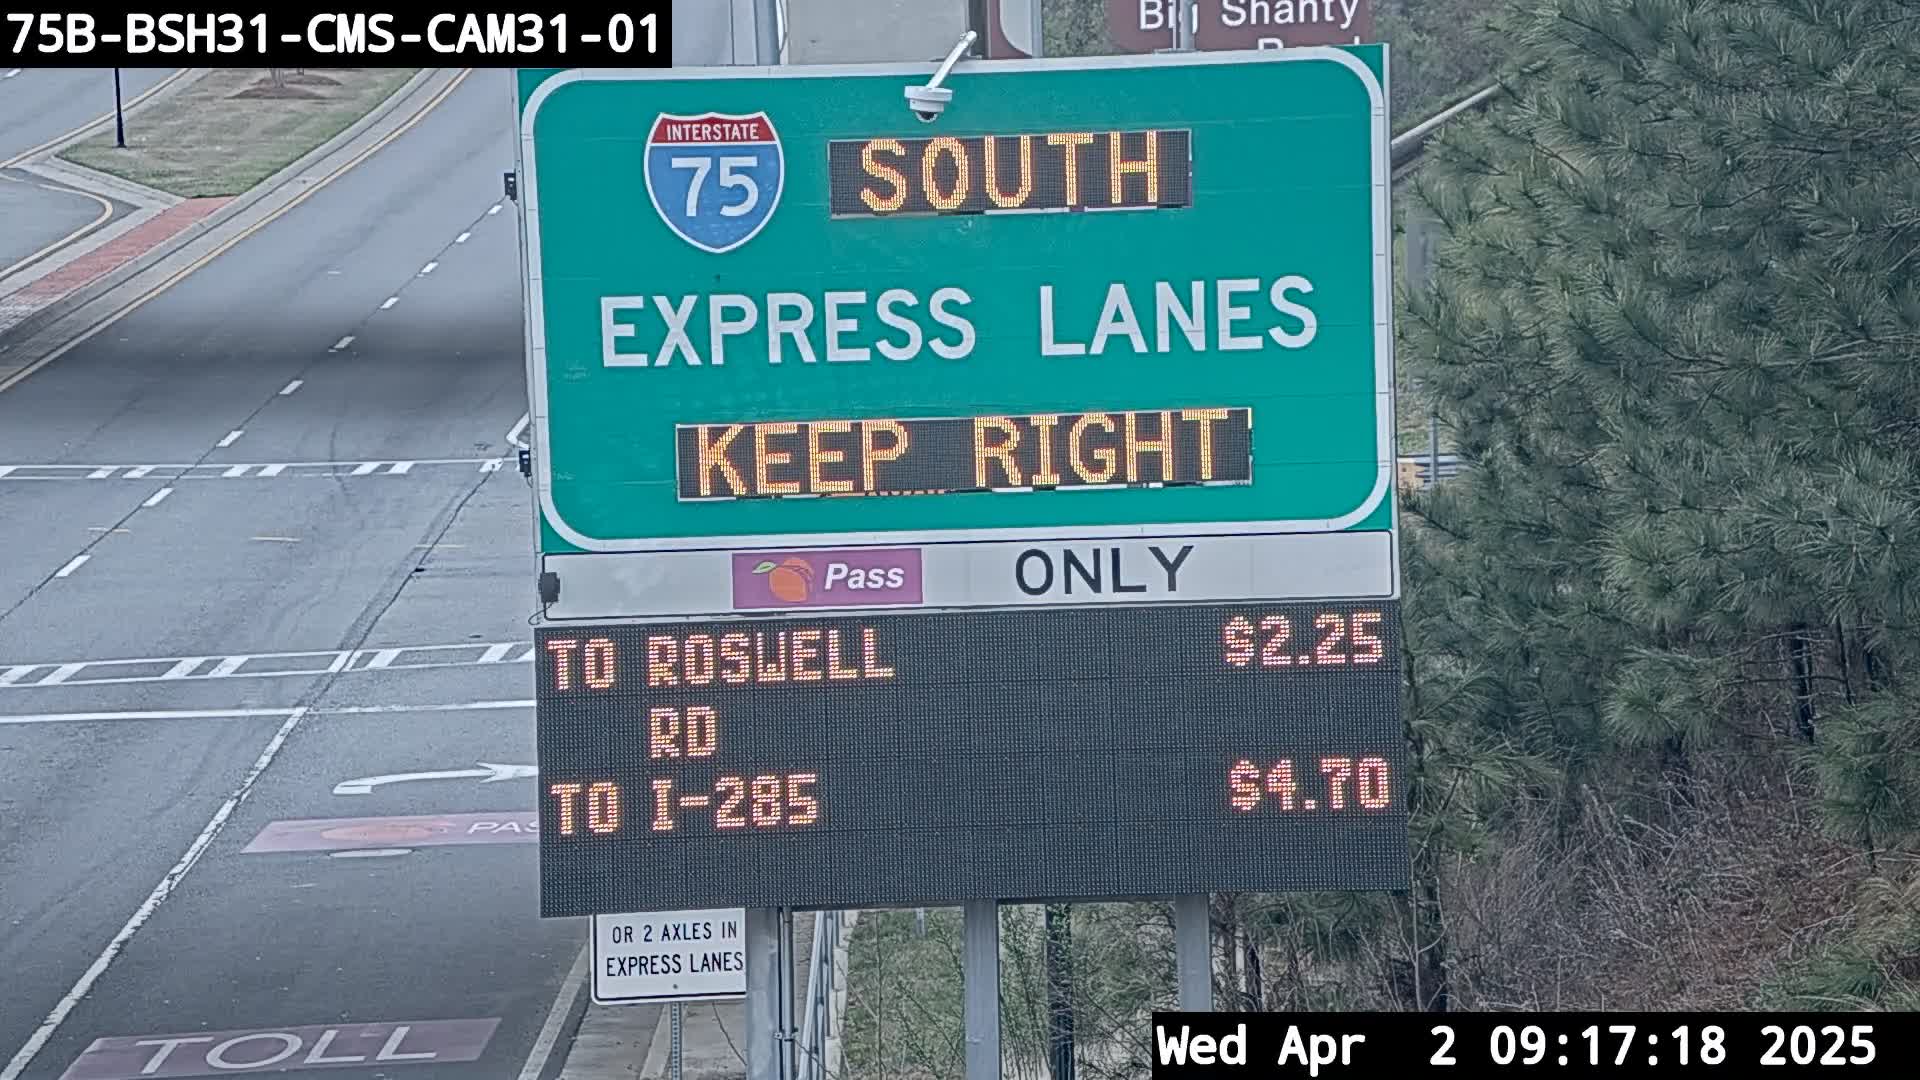 75B-BSH31-CMS-CAM31-01
Big Shanty
INTERSTATE
75
SOUTH
EXPRESS LANES
KEEP RIGHT
Pass
ONLY
TO ROSWELL $2.25
RD
TO I-285 $4.70
OR 2 AXLES IN
EXPRESS LANES
TOLL
Wed Apr 2 09:17:18 2025